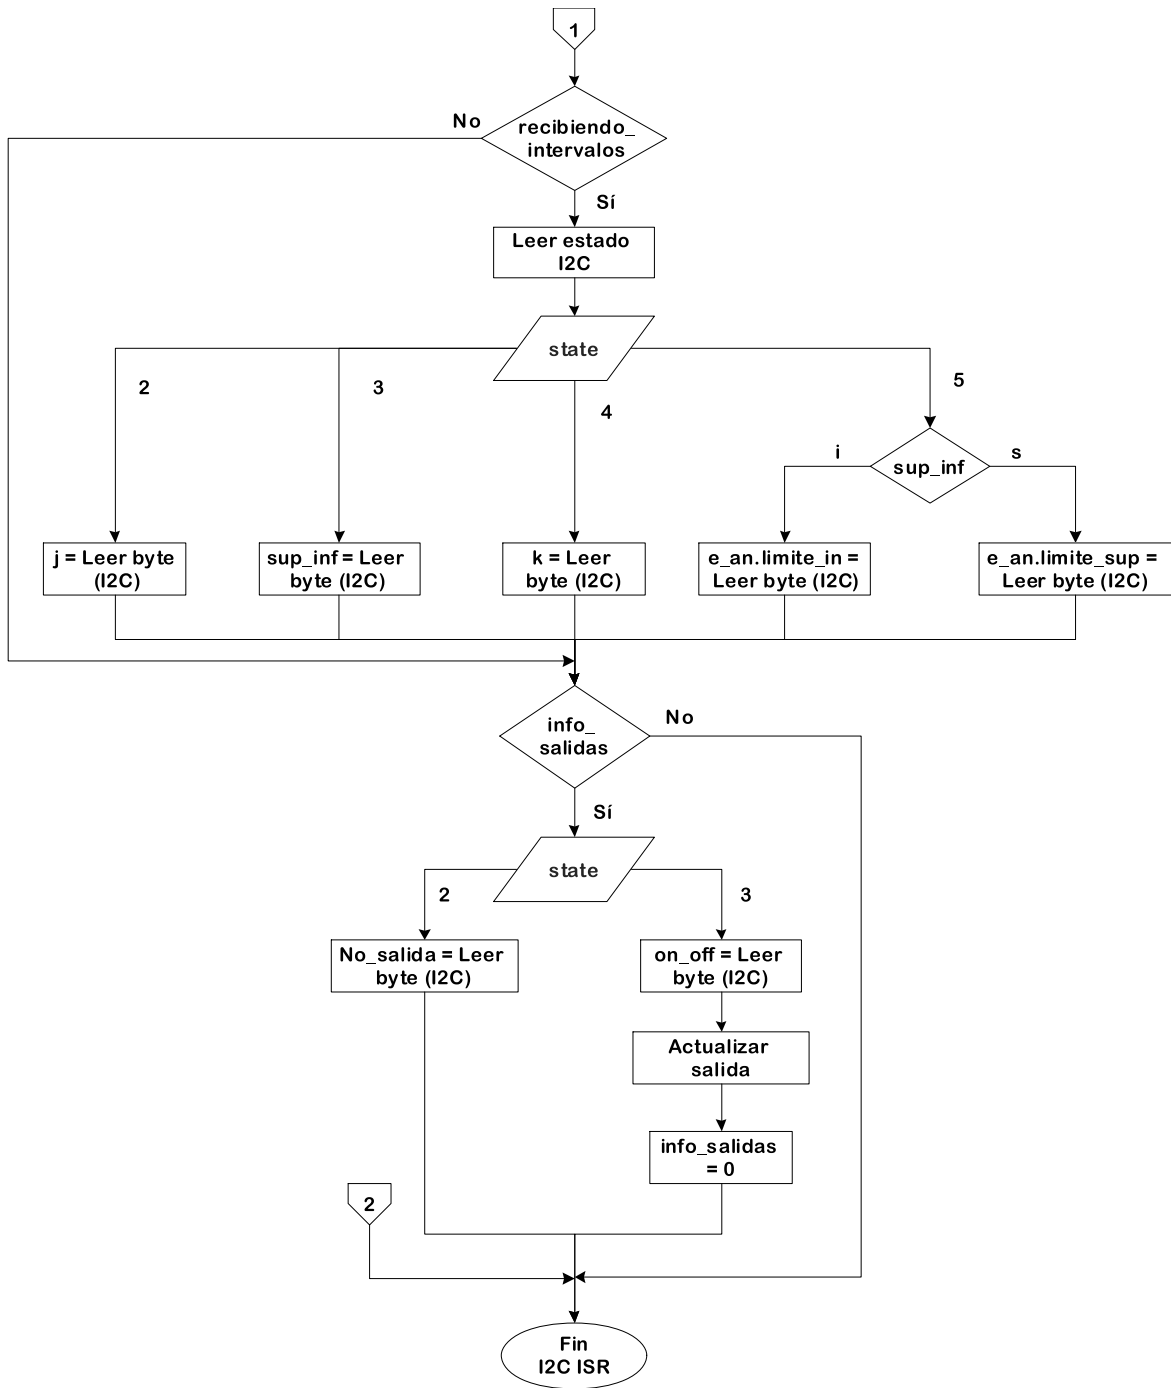 1
No
recibiendo_
intervalos
Sí
Leer estado
I2C
state
2
3
4
5
i
sup_inf
s
j = Leer byte
(I2C)
sup_inf = Leer
byte (I2C)
k = Leer
byte (I2C)
e_an.limite_in =
Leer byte (I2C)
e_an.limite_sup =
Leer byte (I2C)
info_
salidas
No
Sí
state
2
3
No_salida = Leer
byte (I2C)
on_off = Leer
byte (I2C)
Actualizar
salida
info_salidas
= 0
2
Fin
I2C ISR